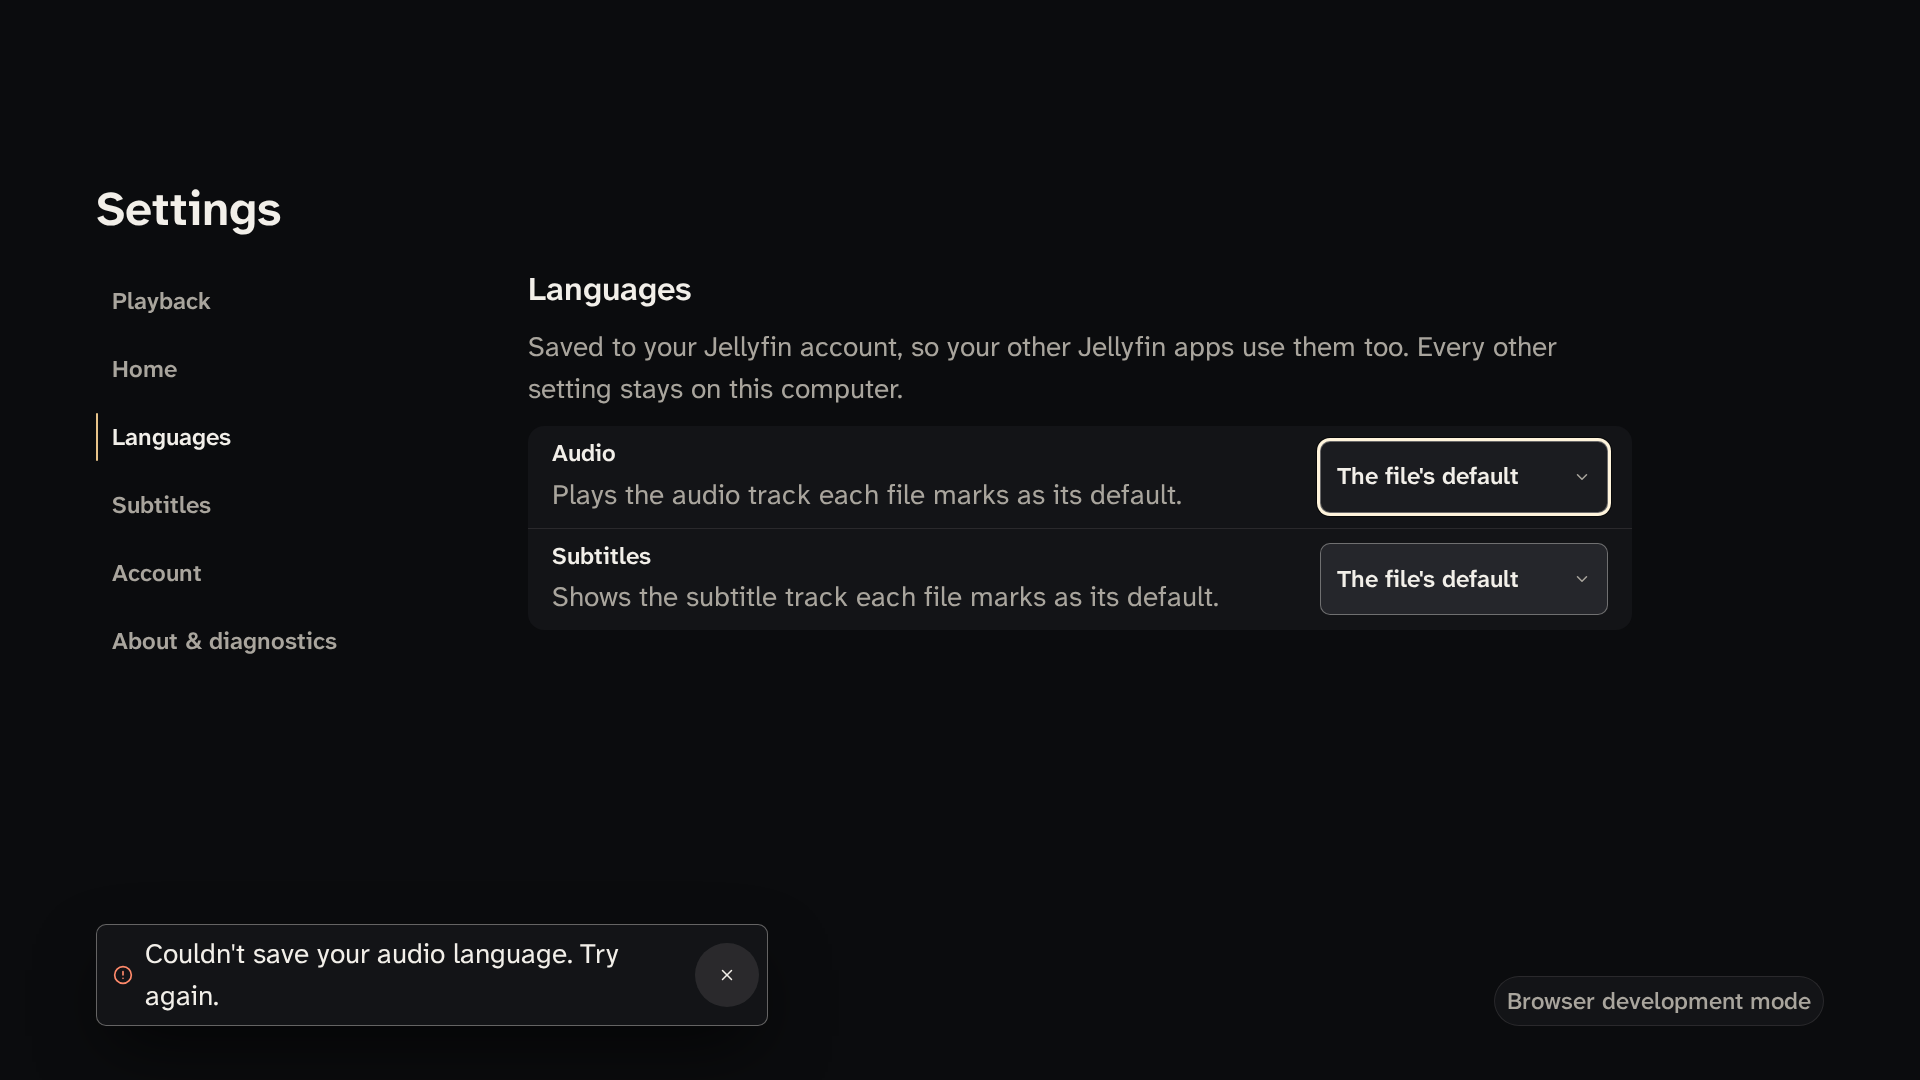 Settings
Playback
Home
Languages
Subtitles
Account
About & diagnostics
Languages
Saved to your Jellyfin account, so your other Jellyfin apps use them too. Every other
setting stays on this computer.
Audio
Plays the audio track each file marks as its default.
The file's default
Subtitles
Shows the subtitle track each file marks as its default.
The file's default
Couldn't save your audio language. Try
again.
Browser development mode